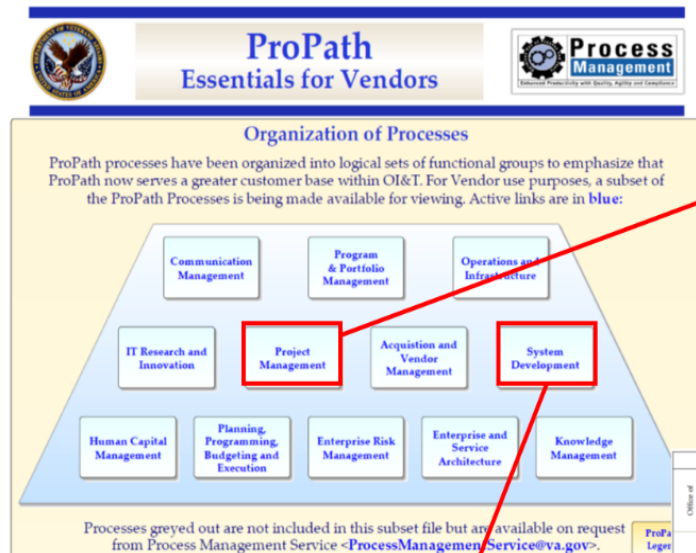 ProPath
Essentials for Vendors
Process
Management
Enhanced Productivity with Quality, Agility and Compliance
Organization of Processes
ProPath processes have been organized into logical sets of functional groups to emphasize that
ProPath now serves a greater customer base within OI&T. For Vendor use purposes, a subset of
the ProPath Processes is being made available for viewing. Active links are in blue:
Communication
Management
Program
& Portfolio
Management
Operations and
Infrastructure
IT Research and
Innovation
Project
Management
Acquistion and
Vendor
Management
System
Development
Human Capital
Management
Planning,
Programming,
Budgeting and
Execution
Enterprise Risk
Management
Enterprise and
Service
Architecture
Knowledge
Management
Office of
Processes greyed out are not included in this subset file but are available on request
from Process Management Service <ProcessManagemenService@va.gov>.
ProPa
Legen